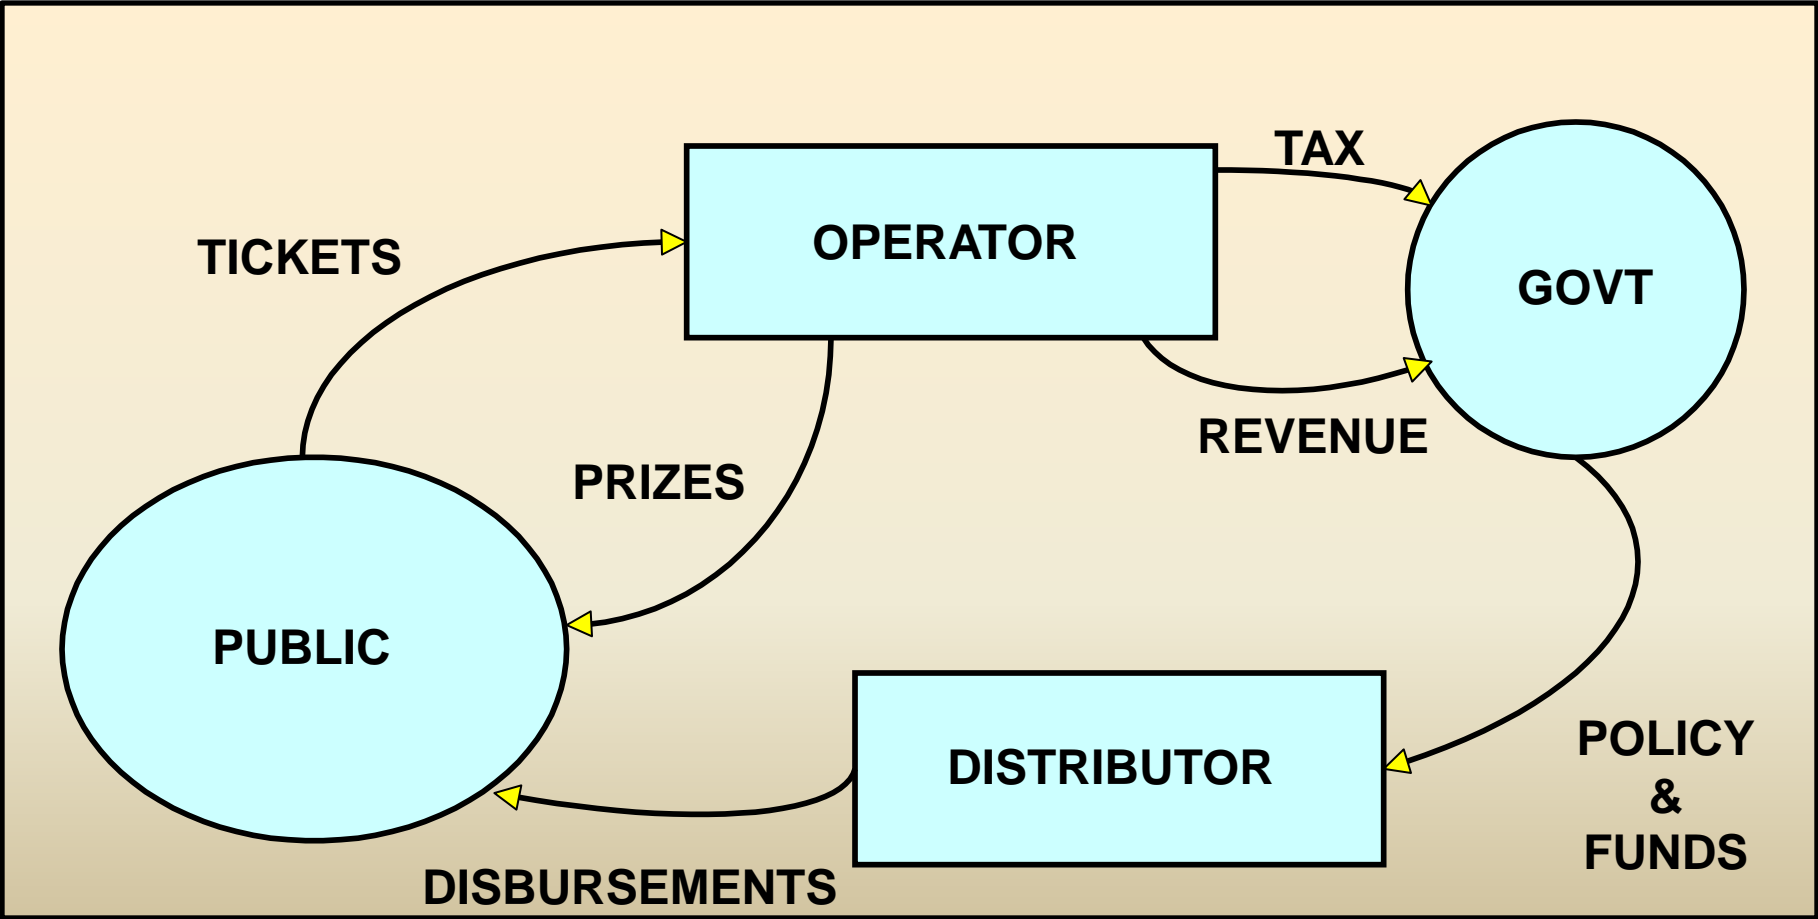 TAX
OPERATOR
TICKETS
GOVT
REVENUE
PRIZES
PUBLIC
DISTRIBUTOR
POLICY
&
FUNDS
DISBURSEMENTS